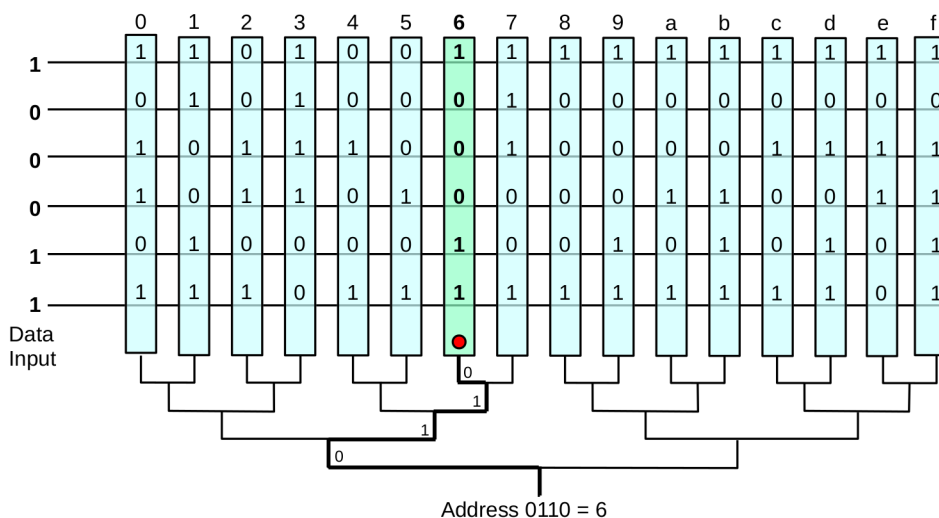 0 1 2 3 4 5 6 7 8 9 a b c d e f
1 1 1 0 1 0 0 1 1 1 1 1 1 1 1 1 1
0 0 1 0 1 0 0 0 1 0 0 0 0 0 0 0 0
0 1 0 1 1 1 0 0 1 0 0 0 0 1 1 1 1
0 1 0 1 1 0 1 0 0 0 0 1 1 0 0 1 1
1 0 1 0 0 0 0 1 0 0 1 0 1 0 1 0 1
1 1 1 1 0 1 1 1 1 1 1 1 1 1 1 0 1
Data
Input
0
1
1
0
Address 0110 = 6